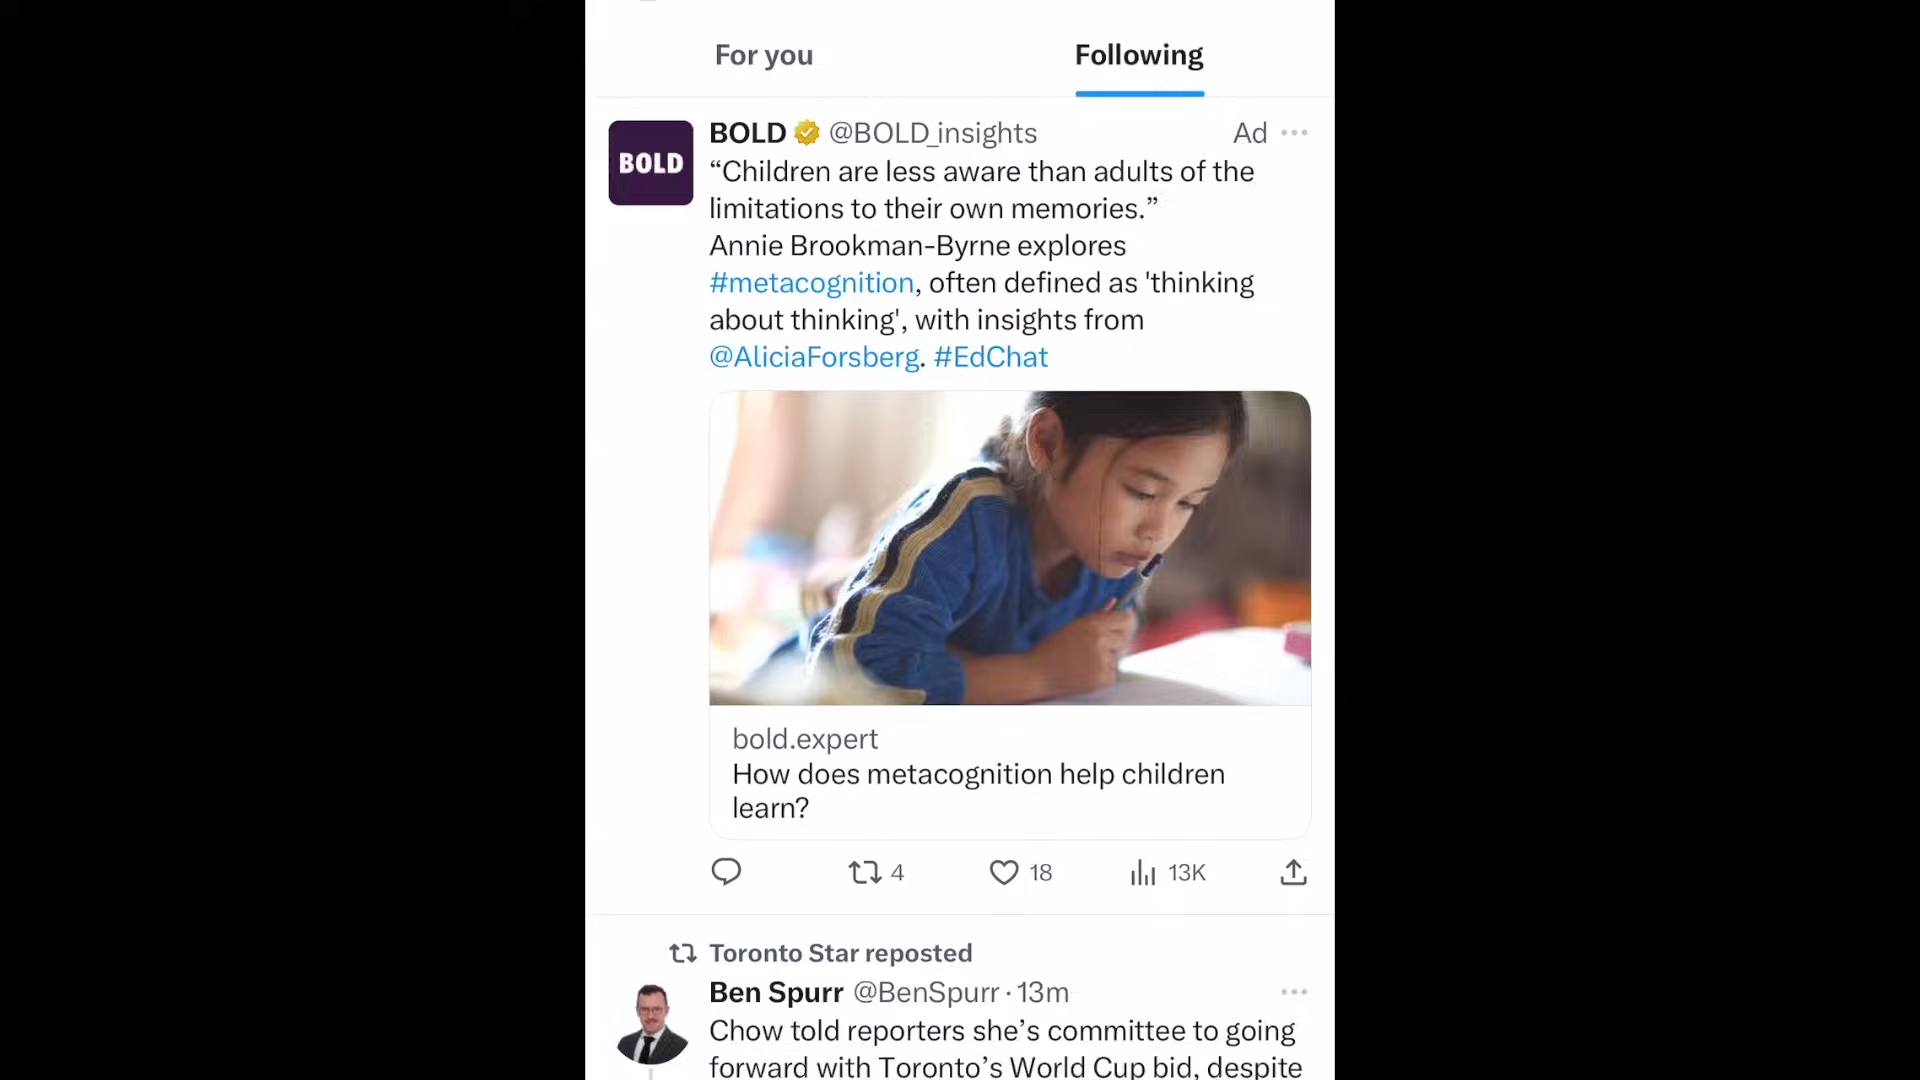 For you
Following
BOLD
BOLD @BOLD_insights
Ad
“Children are less aware than adults of the
limitations to their own memories.”
Annie Brookman-Byrne explores
#metacognition, often defined as 'thinking
about thinking', with insights from
@AliciaForsberg. #EdChat
bold.expert
How does metacognition help children
learn?
4
18
13K
Toronto Star reposted
Ben Spurr @BenSpurr · 13m
Chow told reporters she’s committee to going
forward with Toronto’s World Cup bid, despite